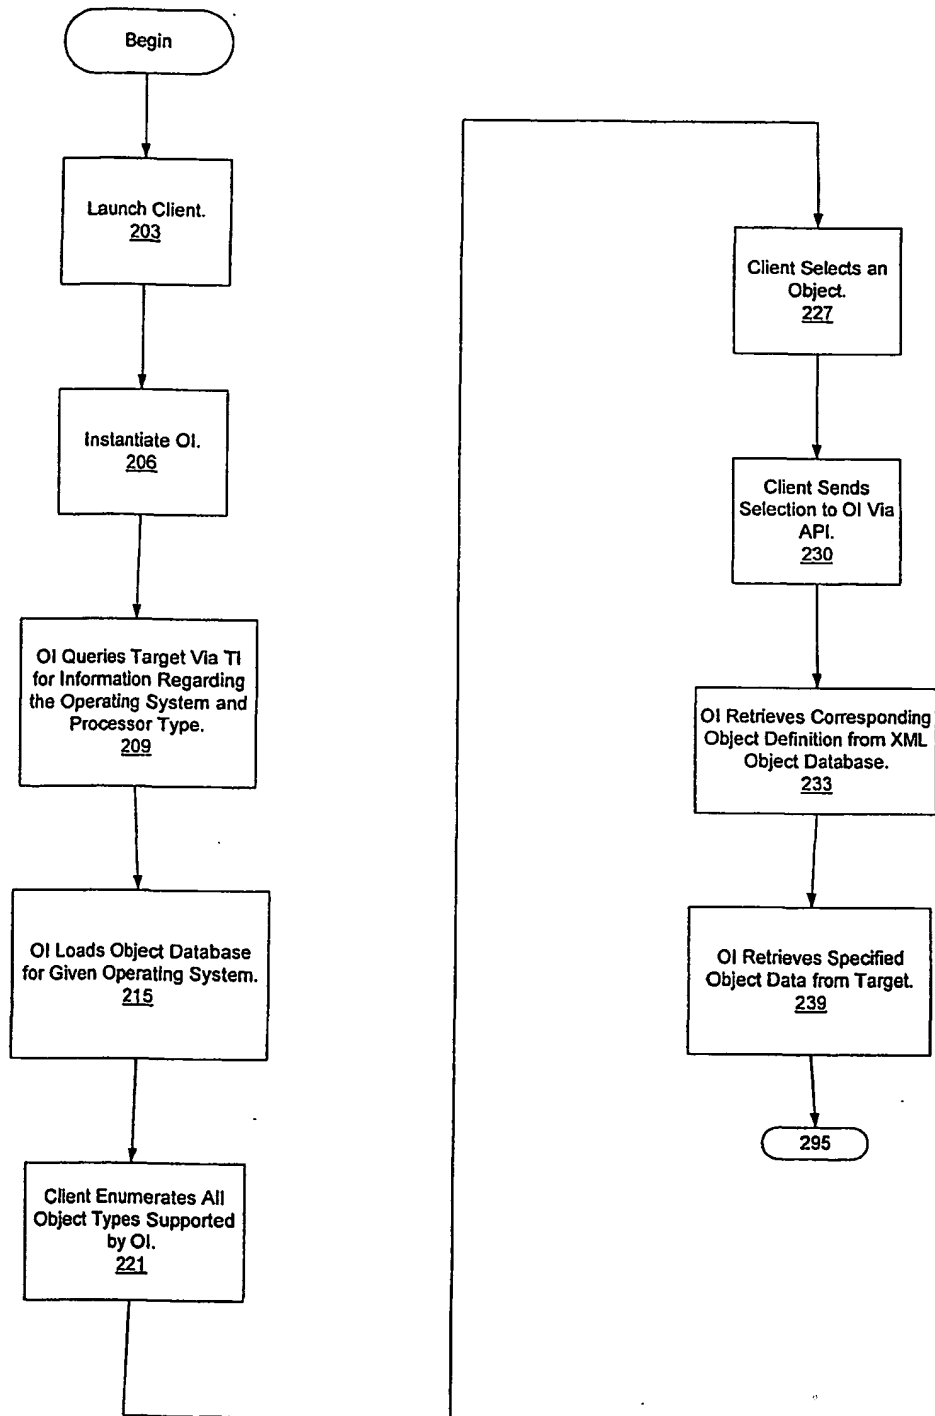 Begin
Launch Client.
203
Instantiate OI.
206
OI Queries Target Via TI
for Information Regarding
the Operating System and
Processor Type.
209
OI Loads Object Database
for Given Operating System.
215
Client Enumerates All
Object Types Supported
by OI.
221
Client Selects an
Object.
227
Client Sends
Selection to OI Via
API.
230
OI Retrieves Corresponding
Object Definition from XML
Object Database.
233
OI Retrieves Specified
Object Data from Target.
239
295